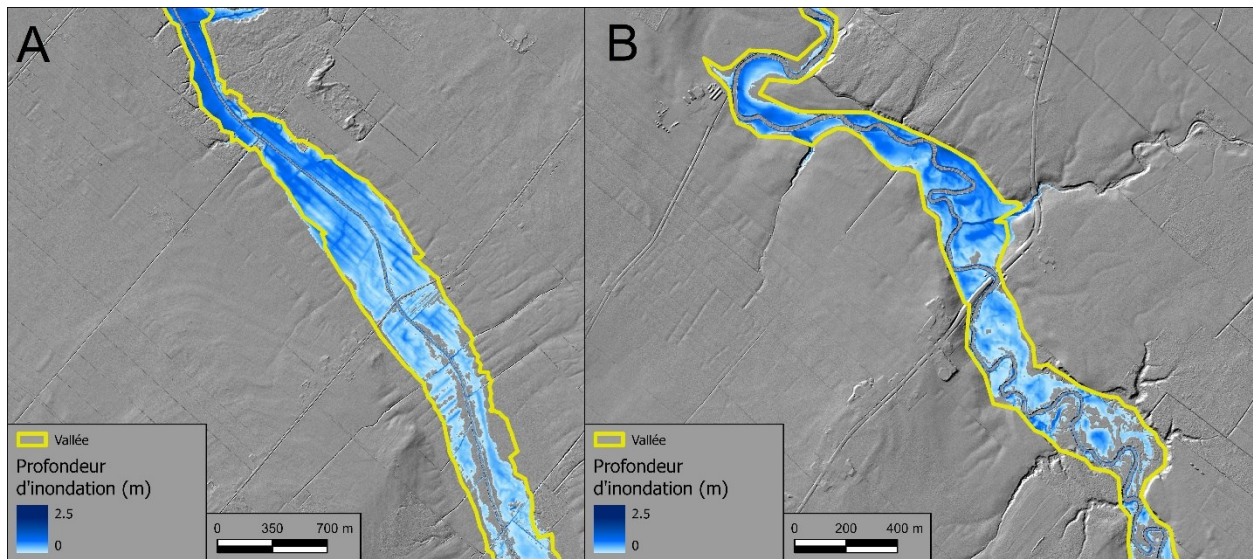 A
Vallée
Profondeur
d'inondation (m)
2.5
0
0 350 700 m
B
Vallée
Profondeur
d'inondation (m)
2.5
0
0 200 400 m